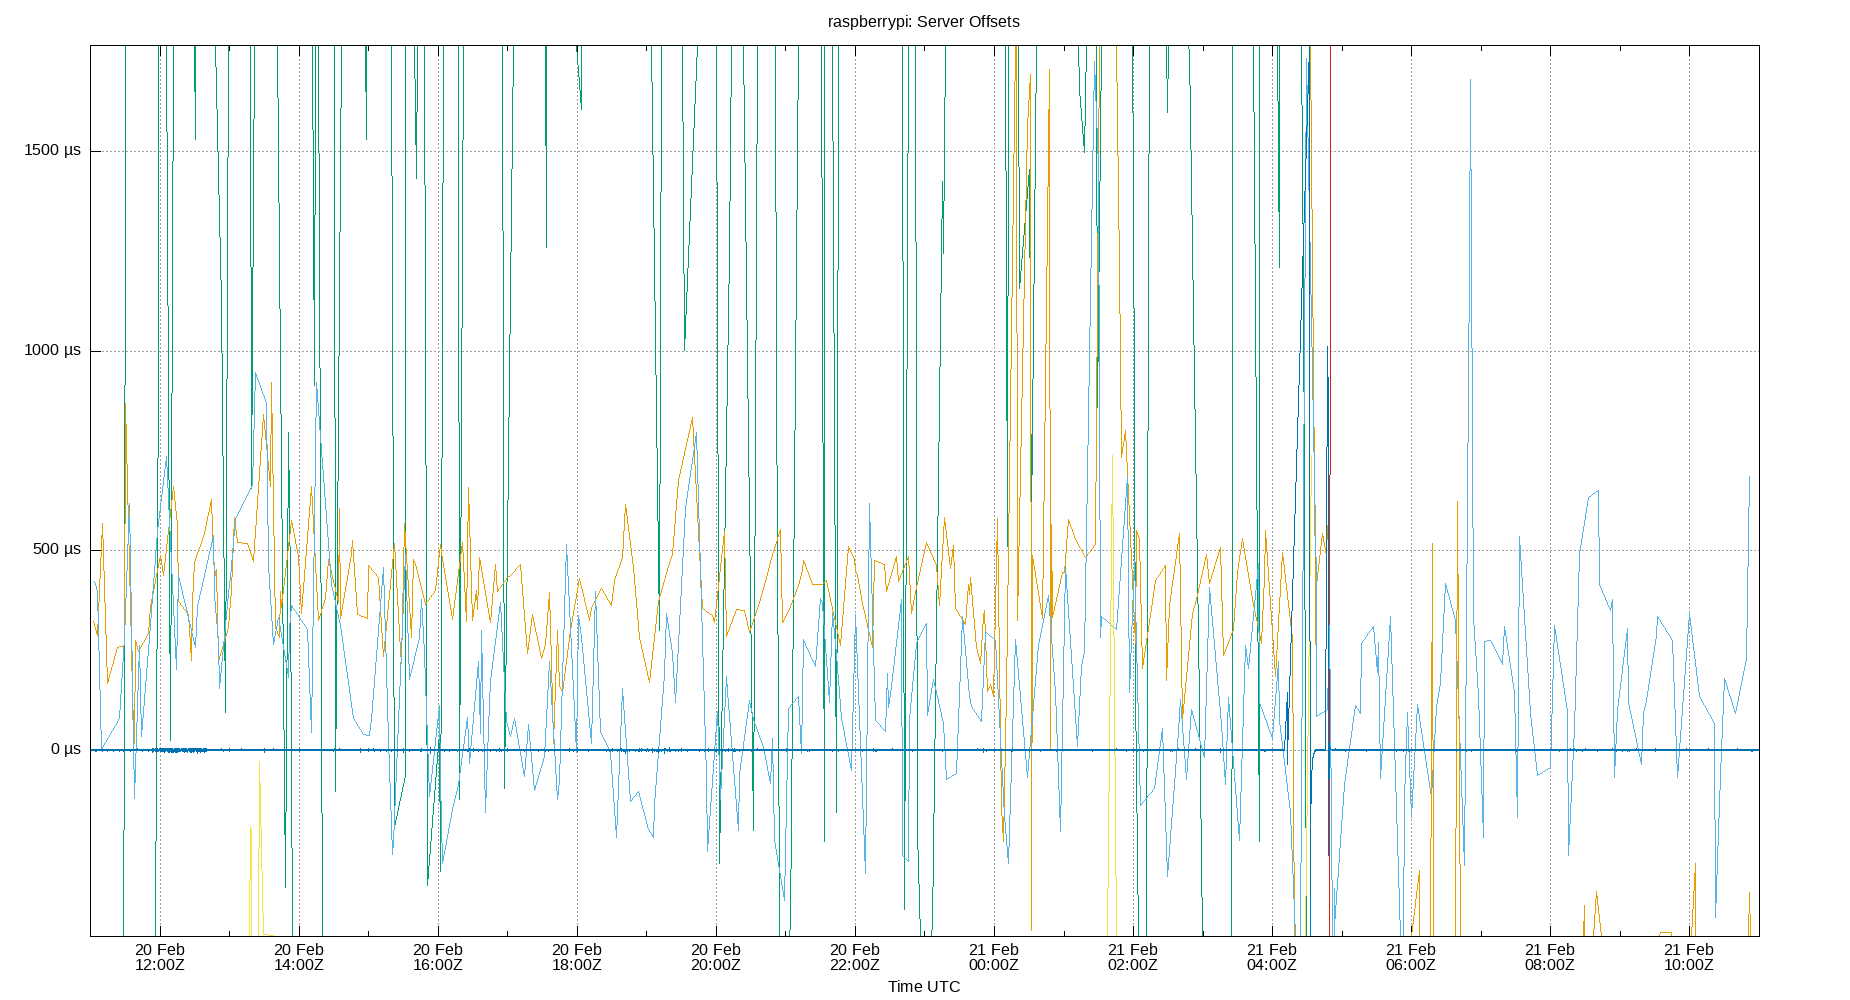 raspberrypi: Server Offsets
1500 µs
1000 µs
500 µs
0 µs
20 Feb
12:00Z
20 Feb
14:00Z
20 Feb
16:00Z
20 Feb
18:00Z
20 Feb
20:00Z
20 Feb
22:00Z
21 Feb
00:00Z
21 Feb
02:00Z
21 Feb
04:00Z
21 Feb
06:00Z
21 Feb
08:00Z
21 Feb
10:00Z
Time UTC